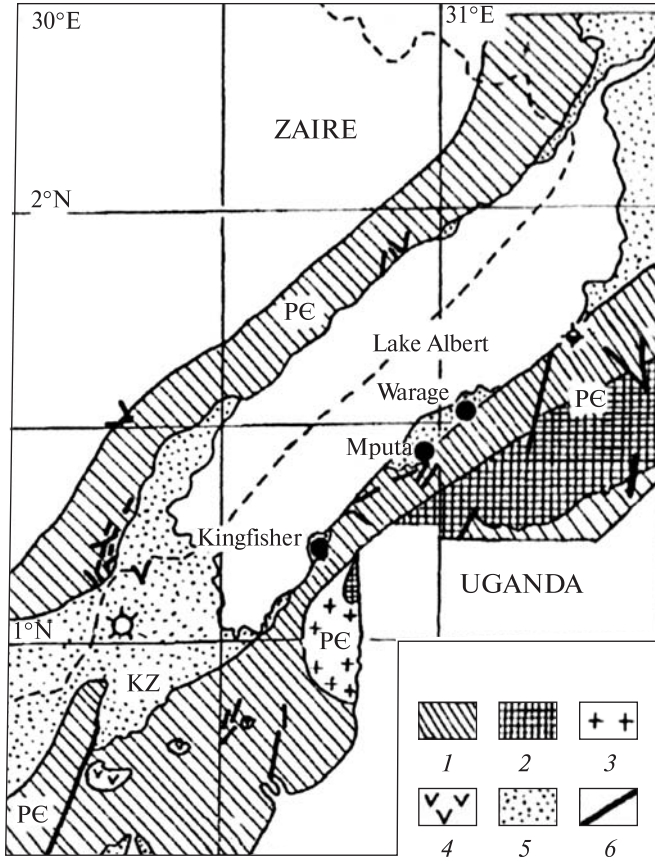 30°E
31°E
ZAIRE
2°N
PЄ
Lake Albert
Warage
PЄ
Mputa
Kingfisher
UGANDA
1°N
PЄ
KZ
PЄ
1
2
3
4
5
6